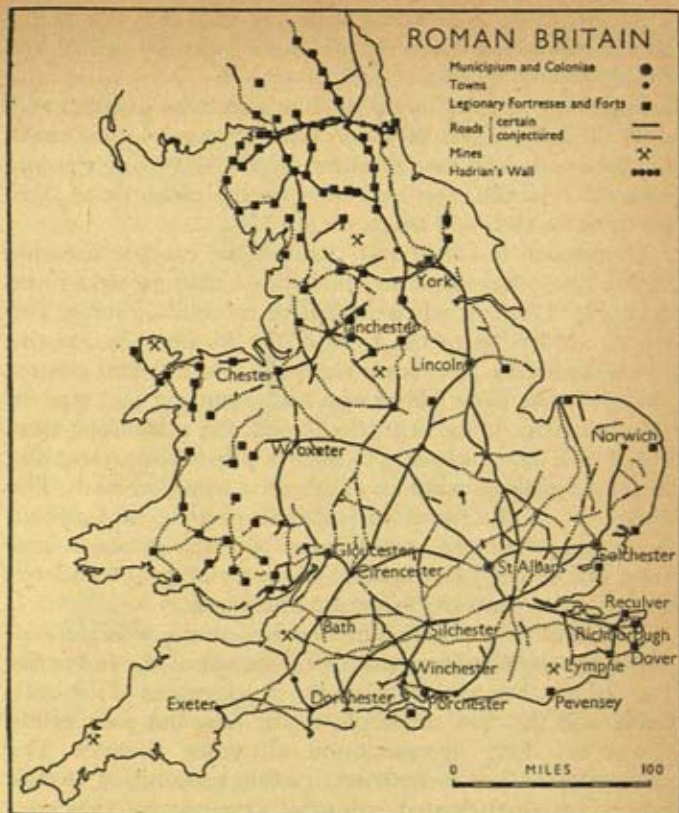 ROMAN BRITAIN
Municipium and Coloniae
Towns
Legionary Fortresses and Forts
Roads certain
conjectured
Mines
Hadrian's Wall
York
Manchester
Lincoln
Chester
Norwich
Wroxeter
Gloucester
Colchester
Cirencester
St Albans
Reculver
Bath
Silchester
Richborough
Dover
Winchester
Lympne
Exeter
Dorchester
Porchester
Pevensey
0 MILES 100